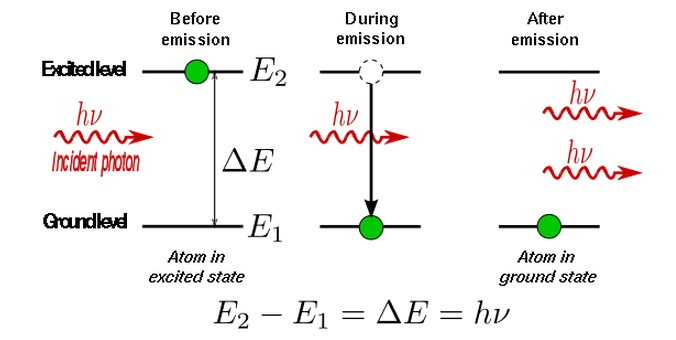 Before
emission
During
emission
After
emission
Excited level
E₂
hν
Incident photon
ΔE
hν
hν
hν
Ground level
E₁
Atom in
excited state
Atom in
ground state
E₂ − E₁ = ΔE = hν